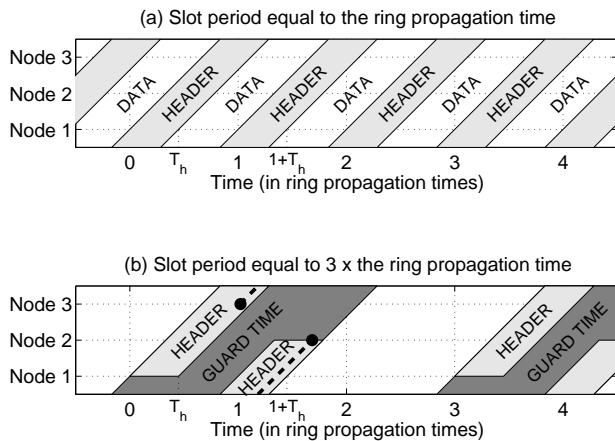 (a) Slot period equal to the ring propagation time
Node 3
Node 2
Node 1
DATA
HEADER
DATA
HEADER
DATA
HEADER
DATA
HEADER
DATA
0
T_h
1
1+T_h
2
3
4
Time (in ring propagation times)
(b) Slot period equal to 3 x the ring propagation time
Node 3
Node 2
Node 1
HEADER
GUARD TIME
HEADER
HEADER
GUARD TIME
0
T_h
1
1+T_h
2
3
4
Time (in ring propagation times)